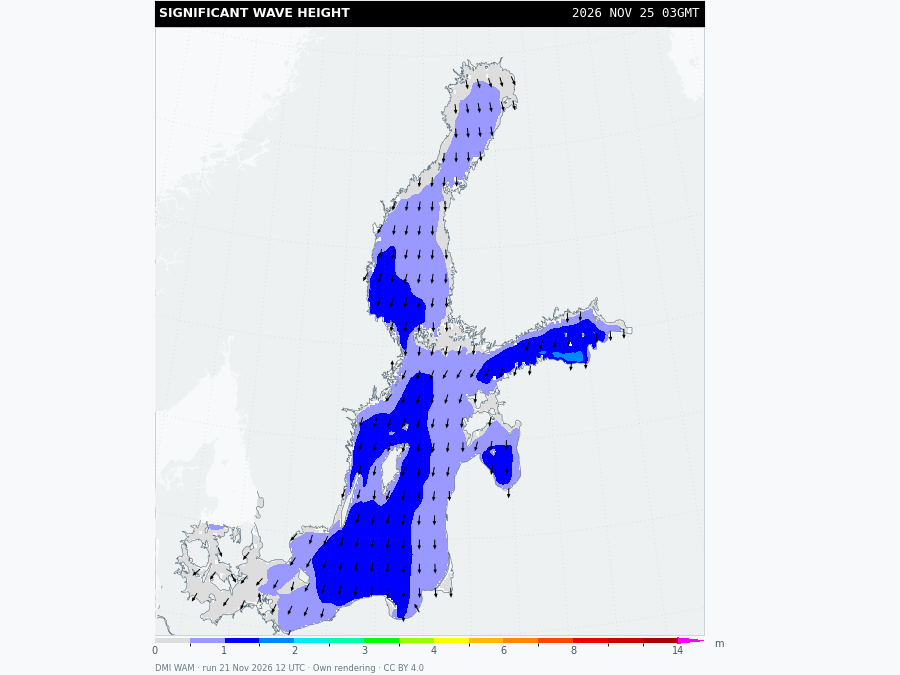 SIGNIFICANT WAVE HEIGHT 2026 NOV 25 03GMT
0 1 2 3 4 6 8 14 m
DMI WAM · run 21 Nov 2026 12 UTC · Own rendering · CC BY 4.0